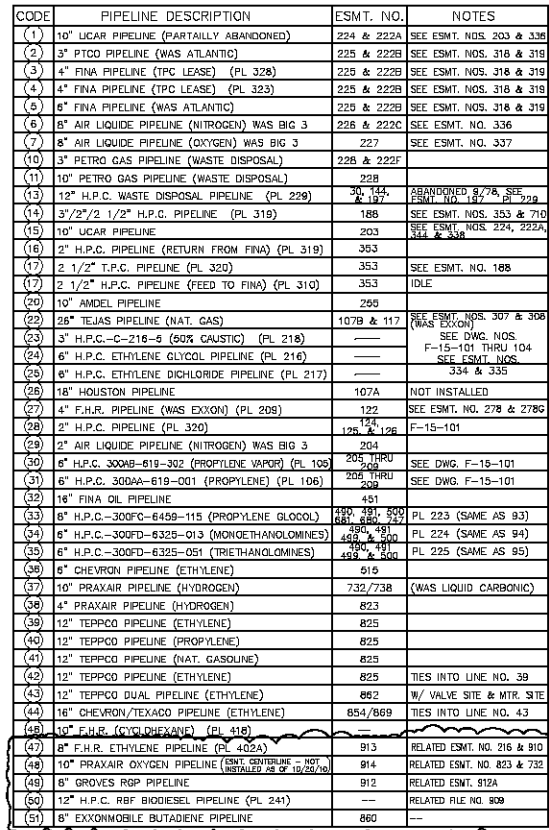 CODE PIPELINE DESCRIPTION ESMT. NO. NOTES
1 10" UCAR PIPELINE (PARTAILLY ABANDONED) 224 & 222A SEE ESMT. NOS. 203 & 336
2 3" PTCO PIPELINE (WAS ATLANTIC) 225 & 222B SEE ESMT. NOS. 318 & 319
3 4" FINA PIPELINE (TPC LEASE) (PL 328) 225 & 222B SEE ESMT. NOS. 318 & 319
4 4" FINA PIPELINE (TPC LEASE) (PL 323) 225 & 222B SEE ESMT. NOS. 318 & 319
5 6" FINA PIPELINE (WAS ATLANTIC) 225 & 222B SEE ESMT. NOS. 318 & 319
6 8" AIR LIQUIDE PIPELINE (NITROGEN) WAS BIG 3 226 & 222C SEE ESMT. NO. 336
7 8" AIR LIQUIDE PIPELINE (OXYGEN) WAS BIG 3 227 SEE ESMT. NO. 337
10 3" PETRO GAS PIPELINE (WASTE DISPOSAL) 228 & 222F
11 10" PETRO GAS PIPELINE (WASTE DISPOSAL) 228
13 12" H.P.C. WASTE DISPOSAL PIPELINE (PL 229) 30, 144, & 197 ABANDONED 9/78, SEE ESMT. NO. 197 PL 229
14 3"/2"/2 1/2" H.P.C. PIPELINE (PL 319) 188 SEE ESMT. NOS. 353 & 710
15 10" UCAR PIPELINE 203 SEE ESMT. NOS. 224, 222A, 344 & 338
16 2" H.P.C. PIPELINE (RETURN FROM FINA) (PL 319) 353
17 2 1/2" T.P.C. PIPELINE (PL 320) 353 SEE ESMT. NO. 188
17 2 1/2" H.P.C. PIPELINE (FEED TO FINA) (PL 310) 353 IDLE
20 10" AMDEL PIPELINE 255
22 26" TEJAS PIPELINE (NAT. GAS) 107B & 117 SEE ESMT. NOS. 307 & 308 (WAS EXXON)
23 3" H.P.C.-C-216-5 (50% CAUSTIC) (PL 218) —— SEE DWG. NOS.
24 6" H.P.C. ETHYLENE GLYCOL PIPELINE (PL 216) —— F-15-101 THRU 104 SEE ESMT. NOS.
25 6" H.P.C. ETHYLENE DICHLORIDE PIPELINE (PL 217) —— 334 & 335
26 18" HOUSTON PIPELINE 107A NOT INSTALLED
27 4" F.H.R. PIPELINE (WAS EXXON) (PL 209) 122 SEE ESMT. NO. 278 & 278G
28 2" H.P.C. PIPELINE (PL 320) 124, 125, & 126 F-15-101
29 2" AIR LIQUIDE PIPELINE (NITROGEN) WAS BIG 3 204
30 6" H.P.C. 300AB-619-302 (PROPYLENE VAPOR) (PL 105) 205 THRU 209 SEE DWG. F-15-101
31 6" H.P.C. 300AA-619-001 (PROPYLENE) (PL 106) 205 THRU 209 SEE DWG. F-15-101
32 16" FINA OIL PIPELINE 451
33 8" H.P.C.-300FC-6459-115 (PROPYLENE GLOCOL) 490, 491, 500 681, 680, 747 PL 223 (SAME AS 93)
34 6" H.P.C.-300FD-6325-013 (MONOETHANOLOMINES) 490, 491 499, & 500 PL 224 (SAME AS 94)
35 6" H.P.C.-300FD-6325-051 (TRIETHANOLOMINES) 490, 491 499, & 500 PL 225 (SAME AS 95)
36 6" CHEVRON PIPELINE (ETHYLENE) 515
37 10" PRAXAIR PIPELINE (HYDROGEN) 732/738 (WAS LIQUID CARBONIC)
38 4" PRAXAIR PIPELINE (HYDROGEN) 823
39 12" TEPPCO PIPELINE (ETHYLENE) 825
40 12" TEPPCO PIPELINE (PROPYLENE) 825
41 12" TEPPCO PIPELINE (NAT. GASOLINE) 825
42 12" TEPPCO PIPELINE (ETHYLENE) 825 TIES INTO LINE NO. 39
43 12" TEPPCO DUAL PIPELINE (ETHYLENE) 862 W/ VALVE SITE & MTR. SITE
44 16" CHEVRON/TEXACO PIPELINE (ETHYLENE) 854/869 TIES INTO LINE NO. 43
10" F.H.R. (CYCLOHEXANE) (PL 418) —
47 8" F.H.R. ETHYLENE PIPELINE (PL 402A) 913 RELATED ESMT. NO. 216 & 910
48 10" PRAXAIR OXYGEN PIPELINE (ESMT. CENTERLINE - NOT INSTALLED AS OF 10/20/10) 914 RELATED ESMT. NO. 823 & 732
49 8" GROVES RGP PIPELINE 912 RELATED ESMT. 912A
50 12" H.P.C. RBF BIODIESEL PIPELINE (PL 241) -- RELATED FILE NO. 909
51 8" EXXONMOBILE BUTADIENE PIPELINE 860 --